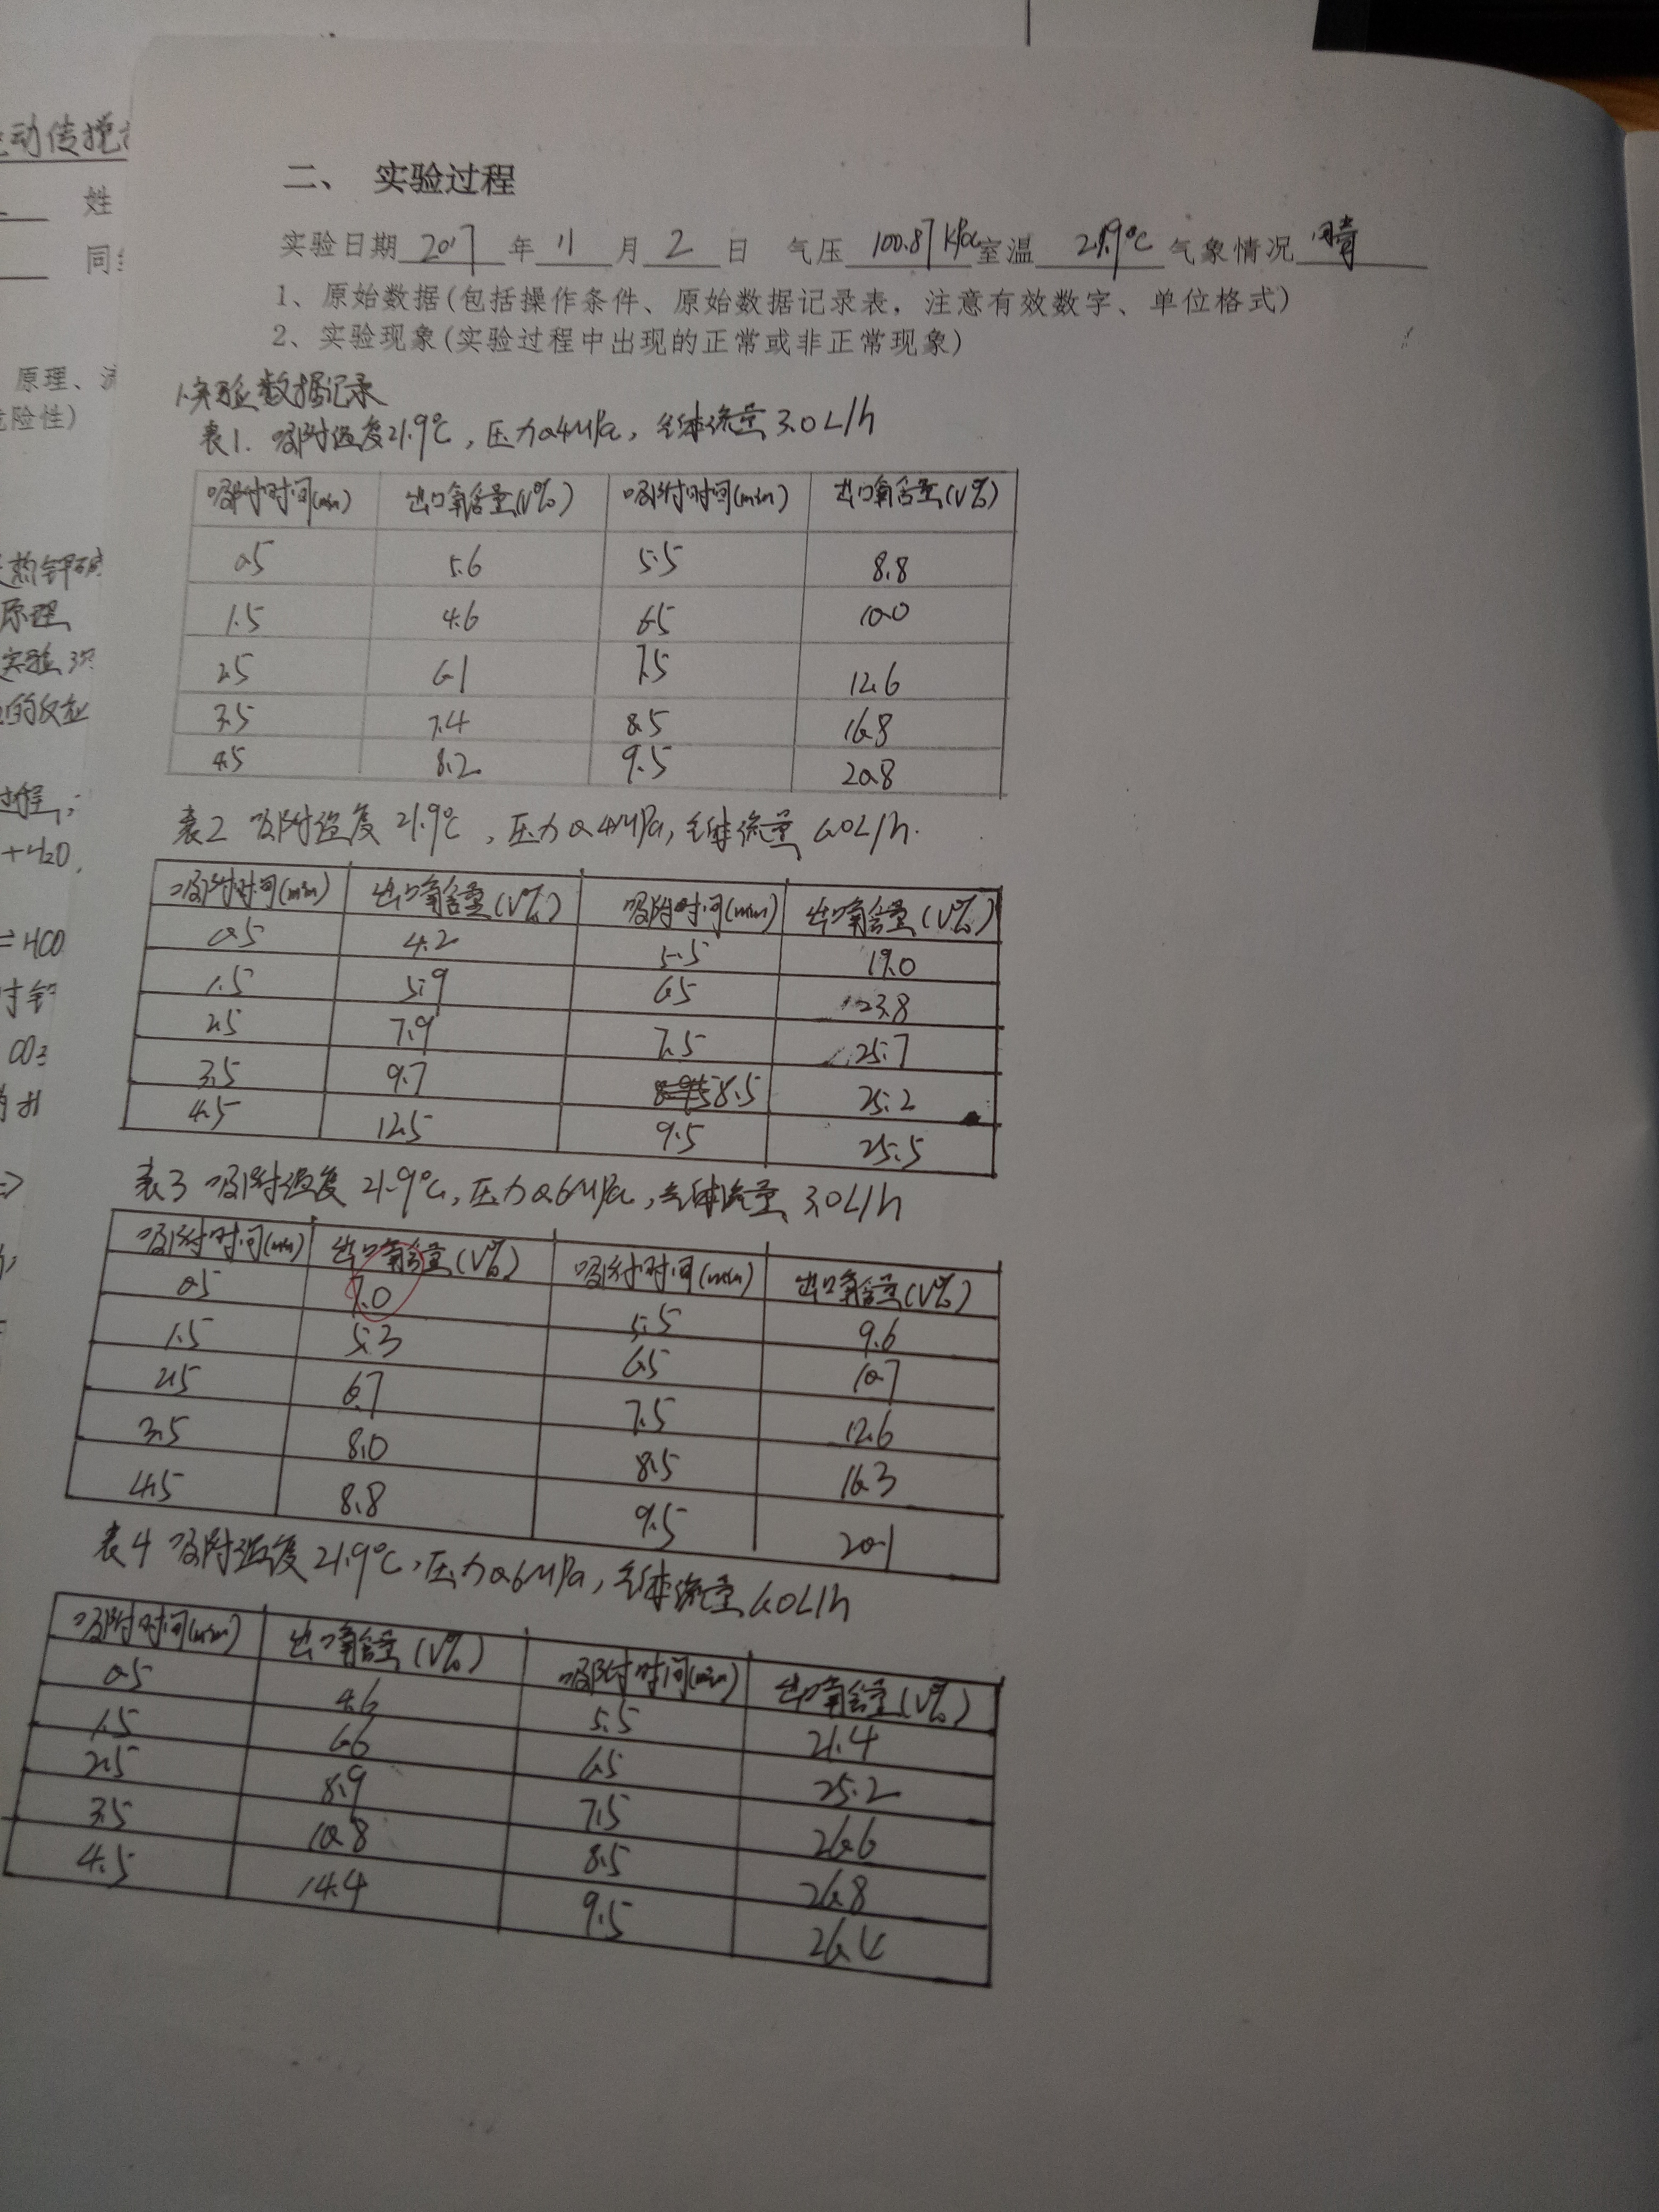 动传搅
姓
同
原理、流
险性)
原理
实验
的反应
过程,
+H2O,
=HCO
CO3
二、 实验过程
实验日期 2017 年 11 月 2 日 气压 100.87 kPa 室温 21.9℃ 气象情况 晴
1、原始数据(包括操作条件、原始数据记录表,注意有效数字、单位格式)
2、实验现象(实验过程中出现的正常或非正常现象)
1.实验数据记录
表1. 吸附温度21.9℃,压力0.4MPa,气体流量3.0L/h
吸附时间(min) 出口氧含量(V%) 吸附时间(min) 出口氧含量(V%)
0.5 5.6 5.5 8.8
1.5 4.6 6.5 10.0
2.5 6.1 7.5 12.6
3.5 7.4 8.5 16.8
4.5 8.2 9.5 20.8
表2 吸附温度21.9℃,压力0.4MPa,气体流量6.0L/h.
吸附时间(min) 出口氧含量(V%) 吸附时间(min) 出口氧含量(V%)
0.5 4.2 5.5 19.0
1.5 5.9 6.5 23.8
2.5 7.9 7.5 25.7
3.5 9.7 8.5 25.2
4.5 12.5 9.5 25.5
表3 吸附温度21.9℃,压力0.6MPa,气体流量3.0L/h
吸附时间(min) 出口氧含量(V%) 吸附时间(min) 出口氧含量(V%)
0.5 7.0 5.5 9.6
1.5 5.3 6.5 10.7
2.5 6.7 7.5 12.6
3.5 8.0 8.5 16.3
4.5 8.8 9.5 20.1
表4 吸附温度21.9℃,压力0.6MPa,气体流量6.0L/h
吸附时间(min) 出口氧含量(V%) 吸附时间(min) 出口氧含量(V%)
0.5 4.6 5.5 21.4
1.5 6.6 6.5 25.2
2.5 8.9 7.5 26.6
3.5 10.8 8.5 26.8
4.5 14.4 9.5 26.4